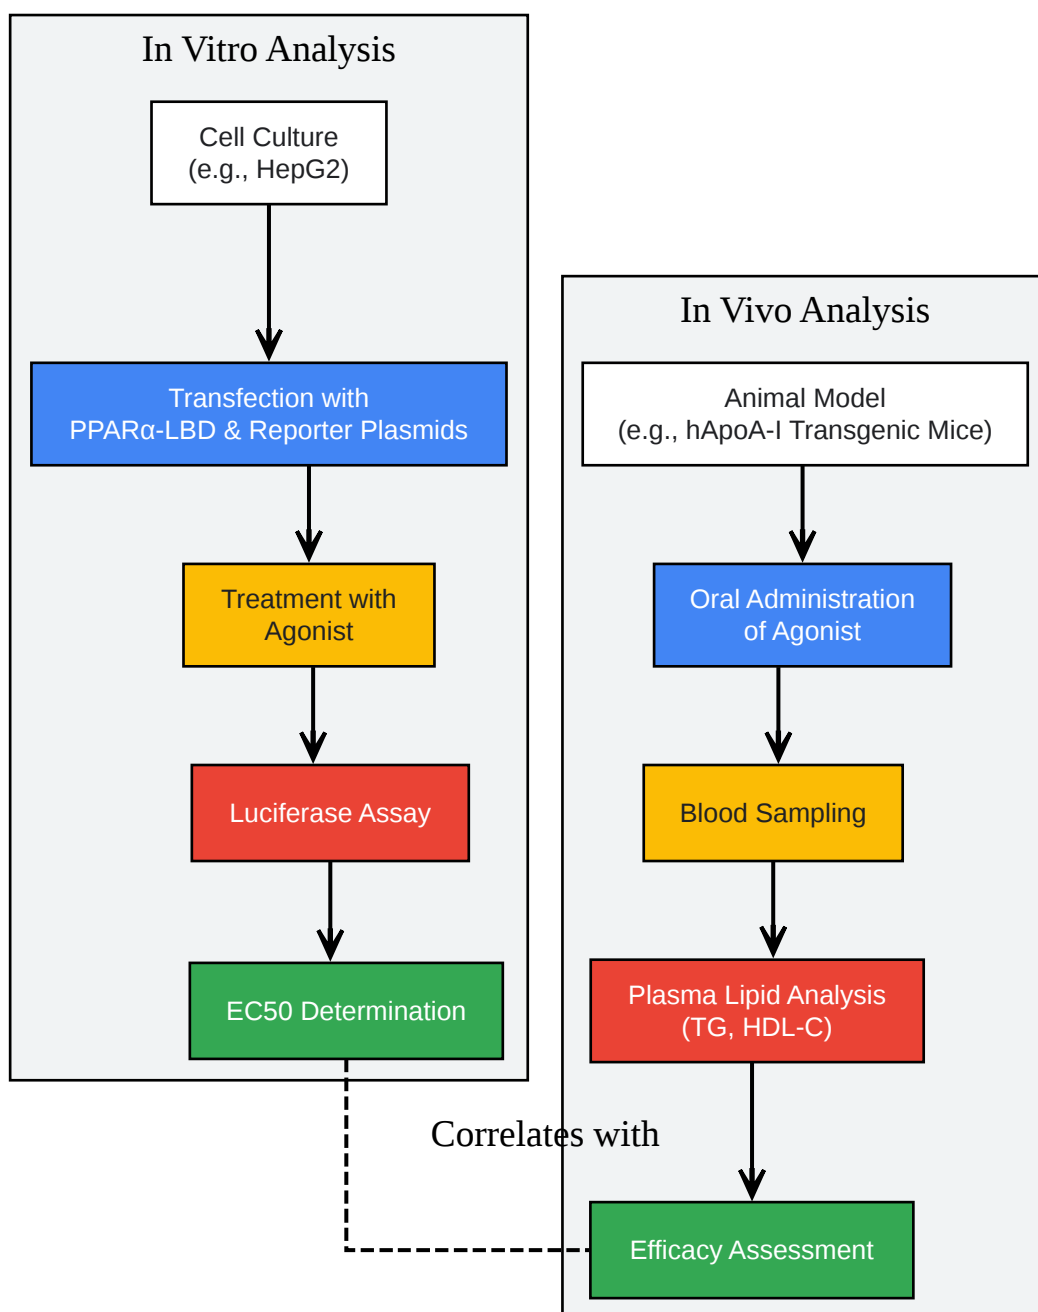 In Vitro Analysis
Cell Culture
(e.g., HepG2)
Transfection with
PPARα-LBD & Reporter Plasmids
Treatment with
Agonist
Luciferase Assay
EC50 Determination
In Vivo Analysis
Animal Model
(e.g., hApoA-I Transgenic Mice)
Oral Administration
of Agonist
Blood Sampling
Plasma Lipid Analysis
(TG, HDL-C)
Correlates with
Efficacy Assessment